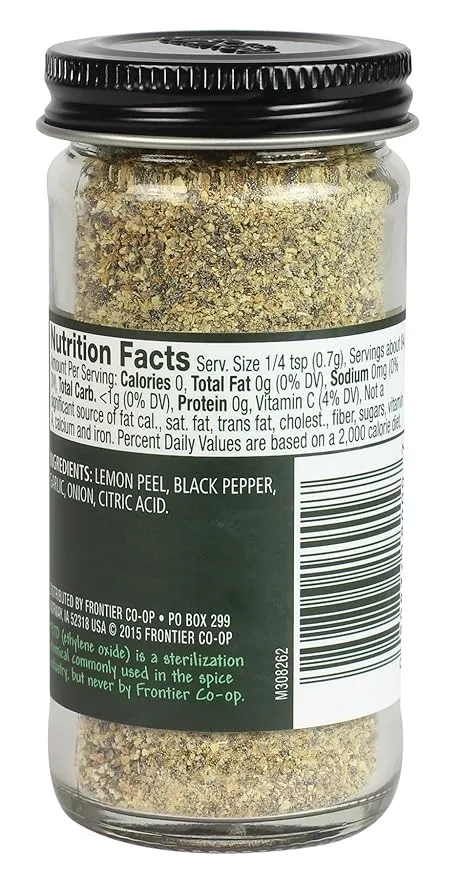 Nutrition Facts Serv. Size 1/4 tsp (0.7g), Servings about
Amount Per Serving: Calories 0, Total Fat 0g (0% DV), Sodium 0mg (0%
Total Carb. <1g (0% DV), Protein 0g, Vitamin C (4% DV), Not a
significant source of fat cal., sat. fat, trans fat, cholest., fiber, sugars, vitamin
calcium and iron. Percent Daily Values are based on a 2,000 calorie diet.
INGREDIENTS: LEMON PEEL, BLACK PEPPER,
GARLIC, ONION, CITRIC ACID.
DISTRIBUTED BY FRONTIER CO-OP • PO BOX 299
IA 52318 USA © 2015 FRONTIER CO-OP
(ethylene oxide) is a sterilization
chemical commonly used in the spice
industry, but never by Frontier Co-op.
M308262